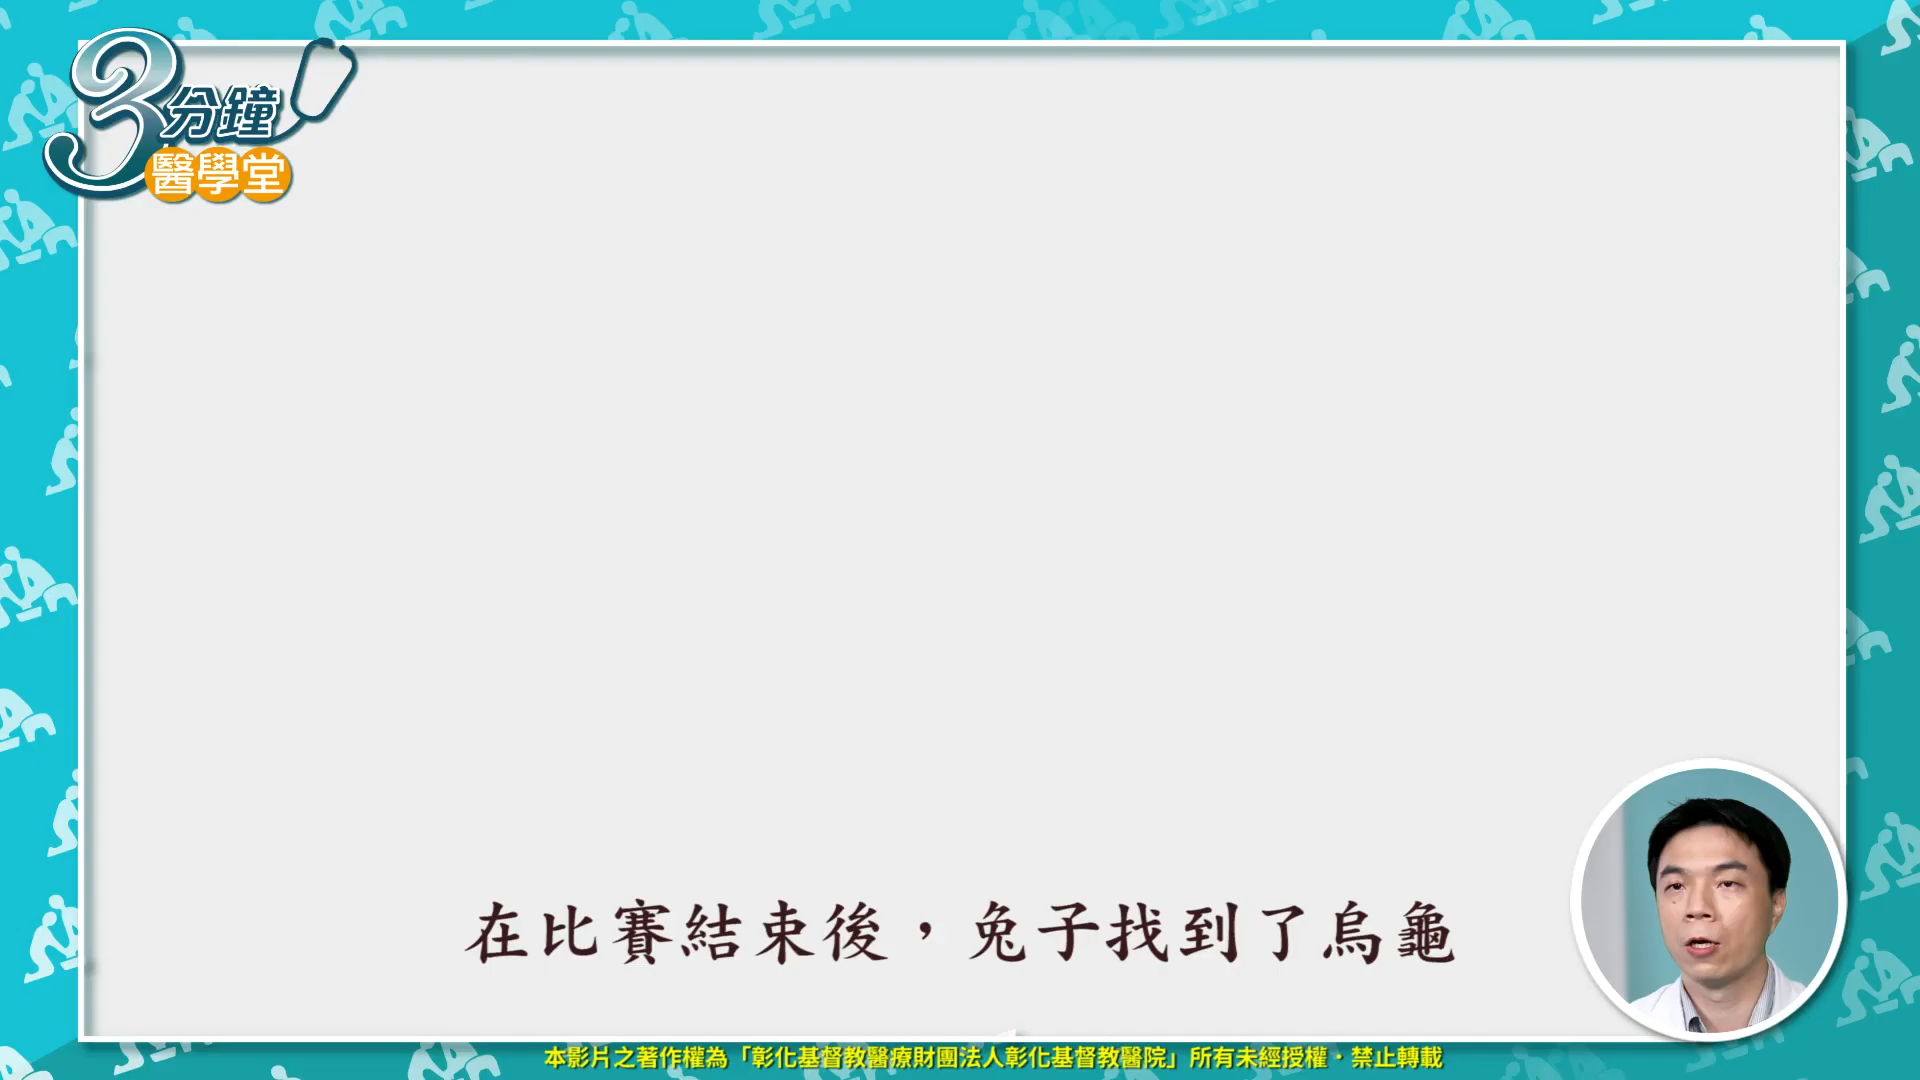 3分鐘
醫學堂
在比賽結束後，兔子找到了烏龜
本影片之著作權為「彰化基督教醫療財團法人彰化基督教醫院」所有未經授權・禁止轉載